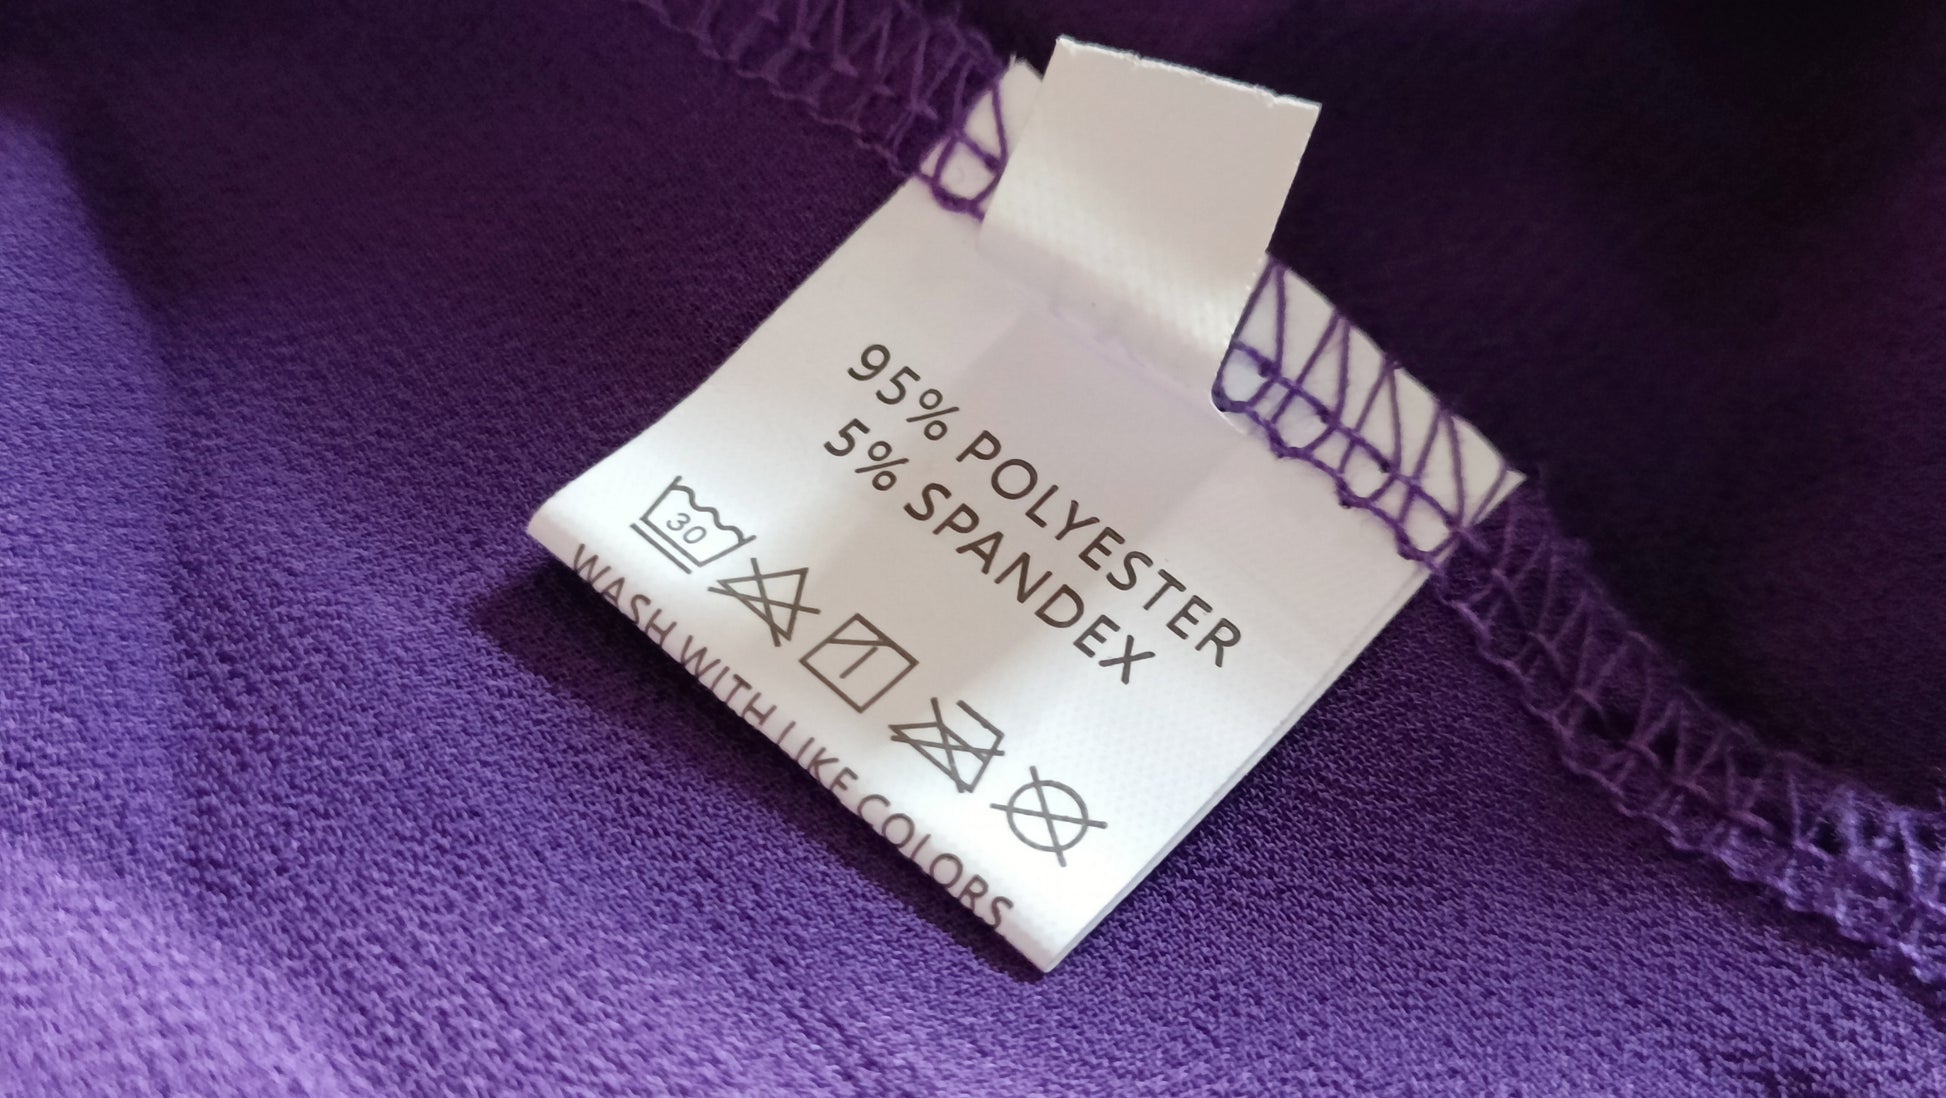 95% POLYESTER
5% SPANDEX
30
WASH WITH LIKE COLORS